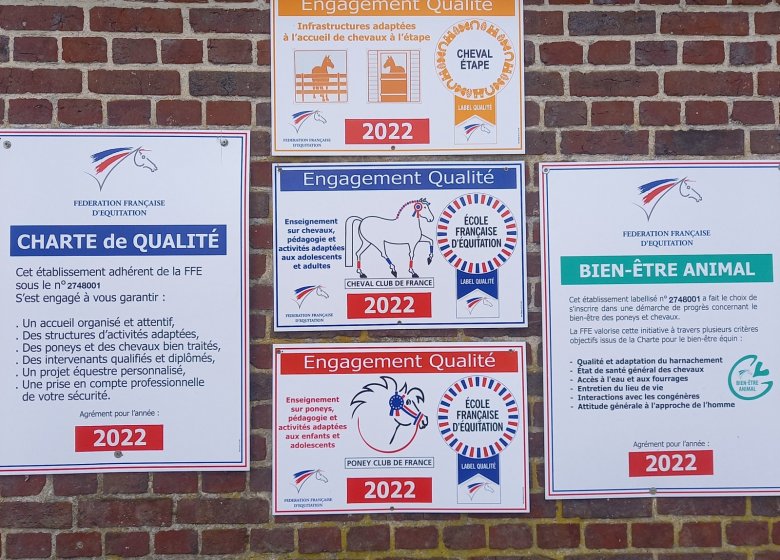 FEDERATION FRANÇAISE
D'EQUITATION
CHARTE de QUALITÉ
Cet établissement adhérent de la FFE
sous le n° 2748001
S'est engagé à vous garantir :
. Un accueil organisé et attentif,
. Des structures d'activités adaptées,
. Des poneys et des chevaux bien traités,
. Des intervenants qualifiés et diplômés,
. Un projet équestre personnalisé,
. Une prise en compte professionnelle
de votre sécurité.
Agrément pour l'année :
2022
Engagement Qualité
Infrastructures adaptées
à l'accueil de chevaux à l'étape
CHEVAL
ÉTAPE
LABEL QUALITÉ
FEDERATION FRANÇAISE
D'EQUITATION
2022
Engagement Qualité
Enseignement
sur chevaux,
pédagogie et
activités adaptées
aux adolescents
et adultes
FEDERATION FRANÇAISE
D'EQUITATION
CHEVAL CLUB DE FRANCE
2022
ÉCOLE
FRANÇAISE
D'ÉQUITATION
LABEL QUALITÉ
Engagement Qualité
Enseignement
sur poneys,
pédagogie et
activités adaptées
aux enfants et
adolescents
FEDERATION FRANÇAISE
D'EQUITATION
PONEY CLUB DE FRANCE
2022
ÉCOLE
FRANÇAISE
D'ÉQUITATION
LABEL QUALITÉ
FEDERATION FRANÇAISE
D'EQUITATION
BIEN-ÊTRE ANIMAL
Cet établissement labellisé n° 2748001 a fait le choix de
s'inscrire dans une démarche de progrès concernant le
bien-être des poneys et chevaux.
La FFE valorise cette initiative à travers plusieurs critères
objectifs issus de la Charte pour le bien-être équin :
- Qualité et adaptation du harnachement
- État de santé général des chevaux
- Accès à l'eau et aux fourrages
- Entretien du lieu de vie
- Interactions avec les congénères
- Attitude générale à l'approche de l'homme
BIEN-ÊTRE
ANIMAL
Agrément pour l'année :
2022